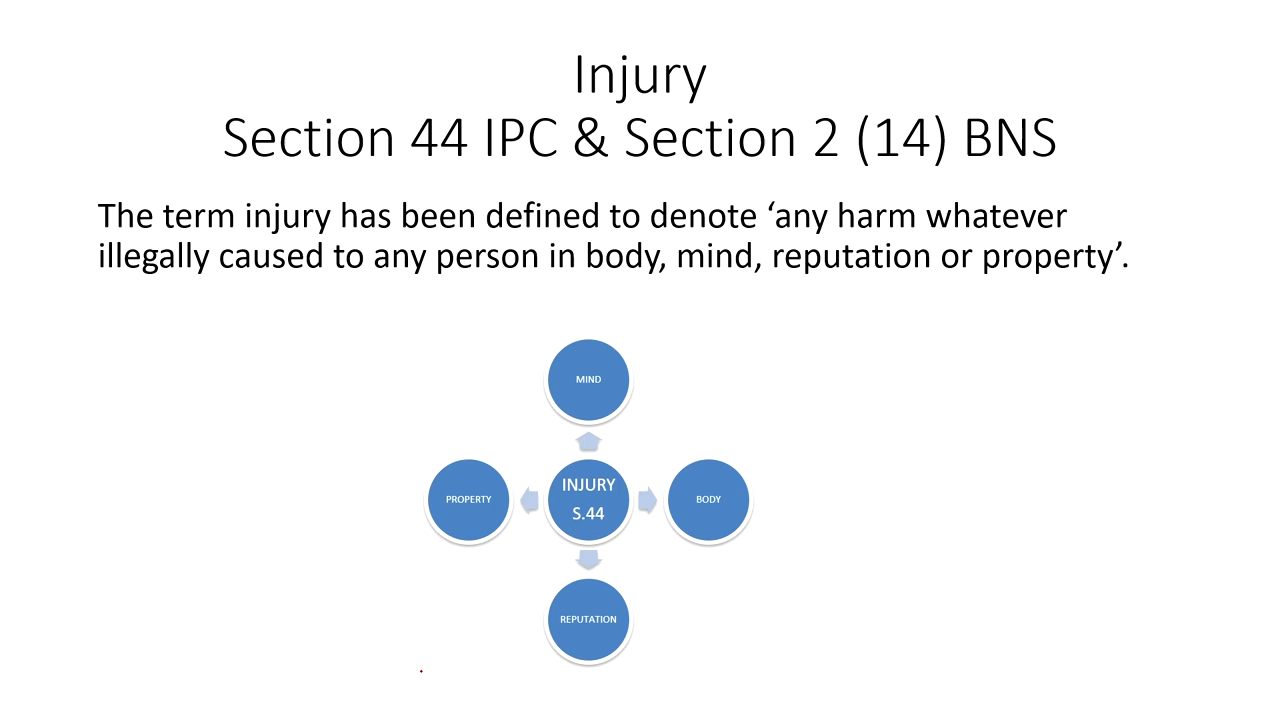 Injury
Section 44 IPC & Section 2 (14) BNS
The term injury has been defined to denote ‘any harm whatever
illegally caused to any person in body, mind, reputation or property’.
MIND
PROPERTY
INJURY
S.44
BODY
REPUTATION